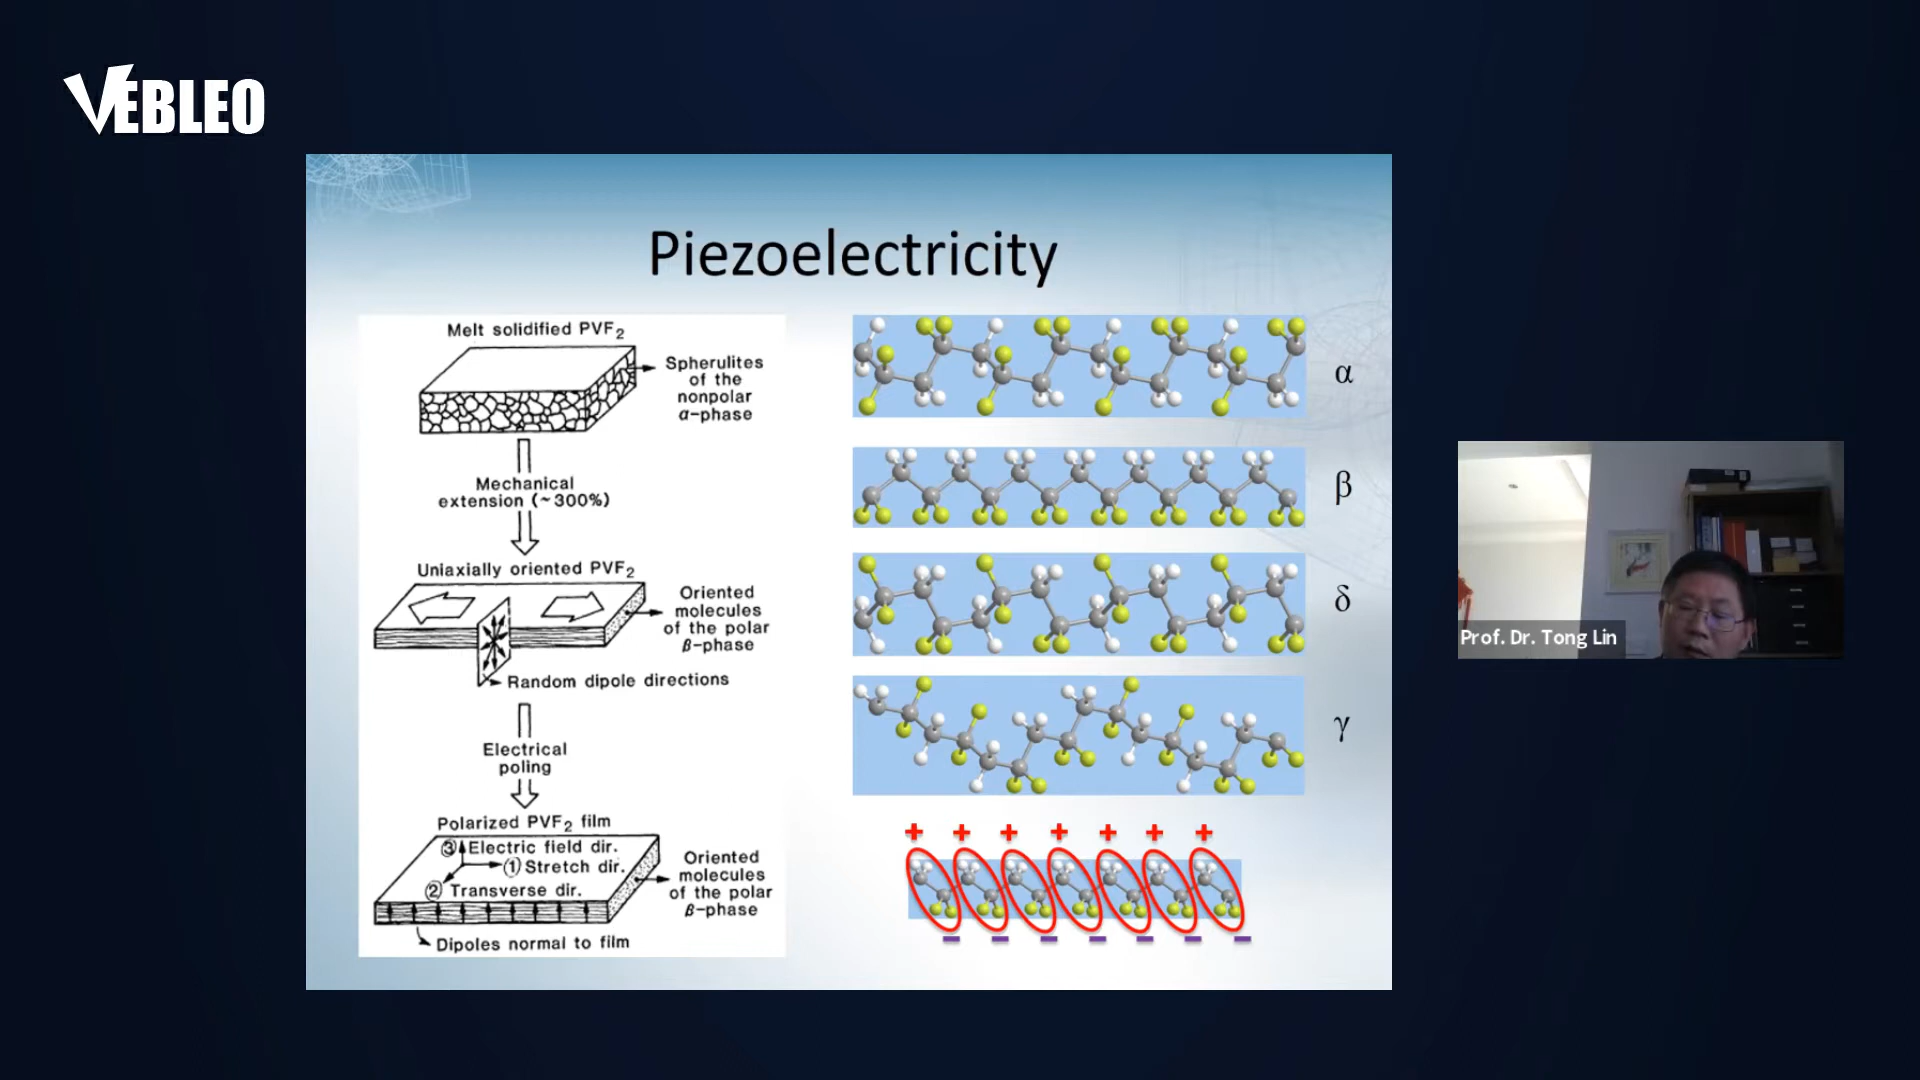 VEBLEO
Piezoelectricity
Melt solidified PVF2
Spherulites
of the
nonpolar
α-phase
Mechanical
extension (~300%)
Uniaxially oriented PVF2
Oriented
molecules
of the polar
β-phase
Random dipole directions
Electrical
poling
Polarized PVF2 film
③ Electric field dir.
① Stretch dir.
② Transverse dir.
Oriented
molecules
of the polar
β-phase
Dipoles normal to film
α
β
δ
γ
+ + + + + + +
− − − − − − −
Prof. Dr. Tong Lin